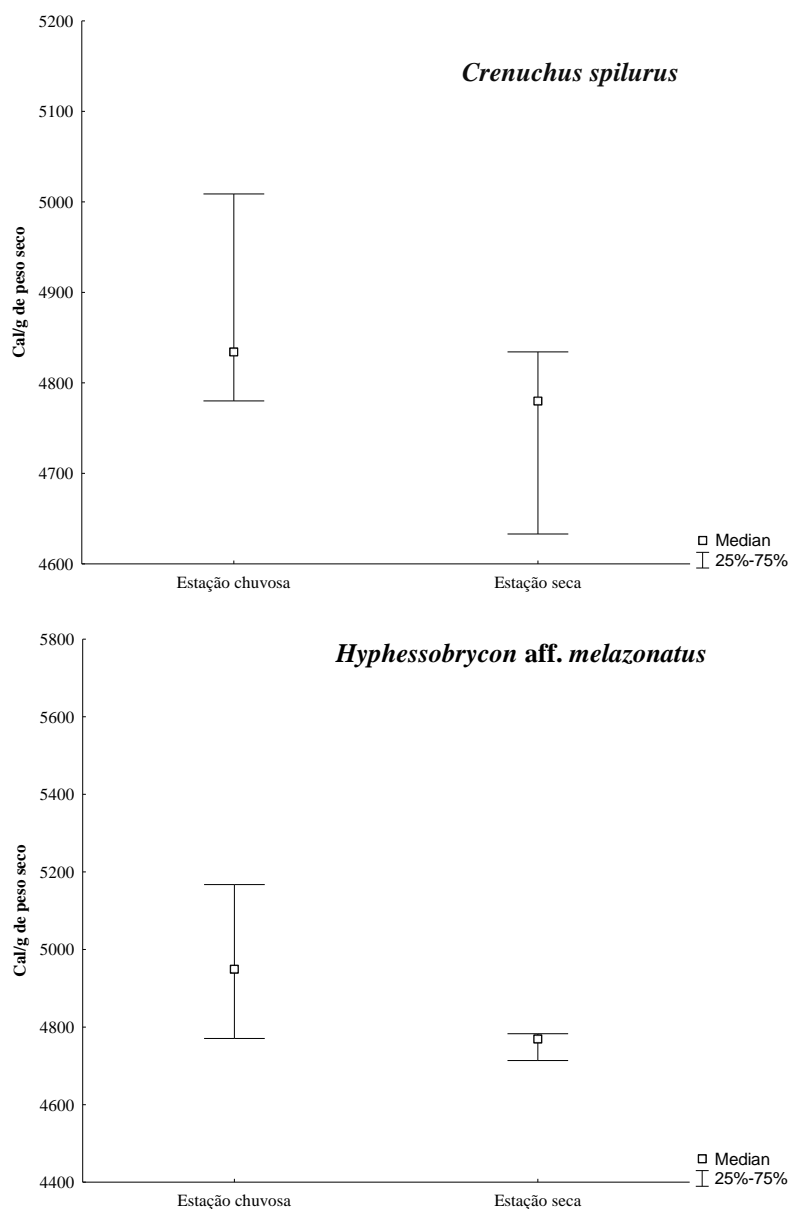 Crenuchus spilurus
Cal/g de peso seco
5200
5100
5000
4900
4800
4700
4600
Estação chuvosa
Estação seca
Median
25%-75%
Hyphessobrycon aff. melazonatus
Cal/g de peso seco
5800
5600
5400
5200
5000
4800
4600
4400
Estação chuvosa
Estação seca
Median
25%-75%